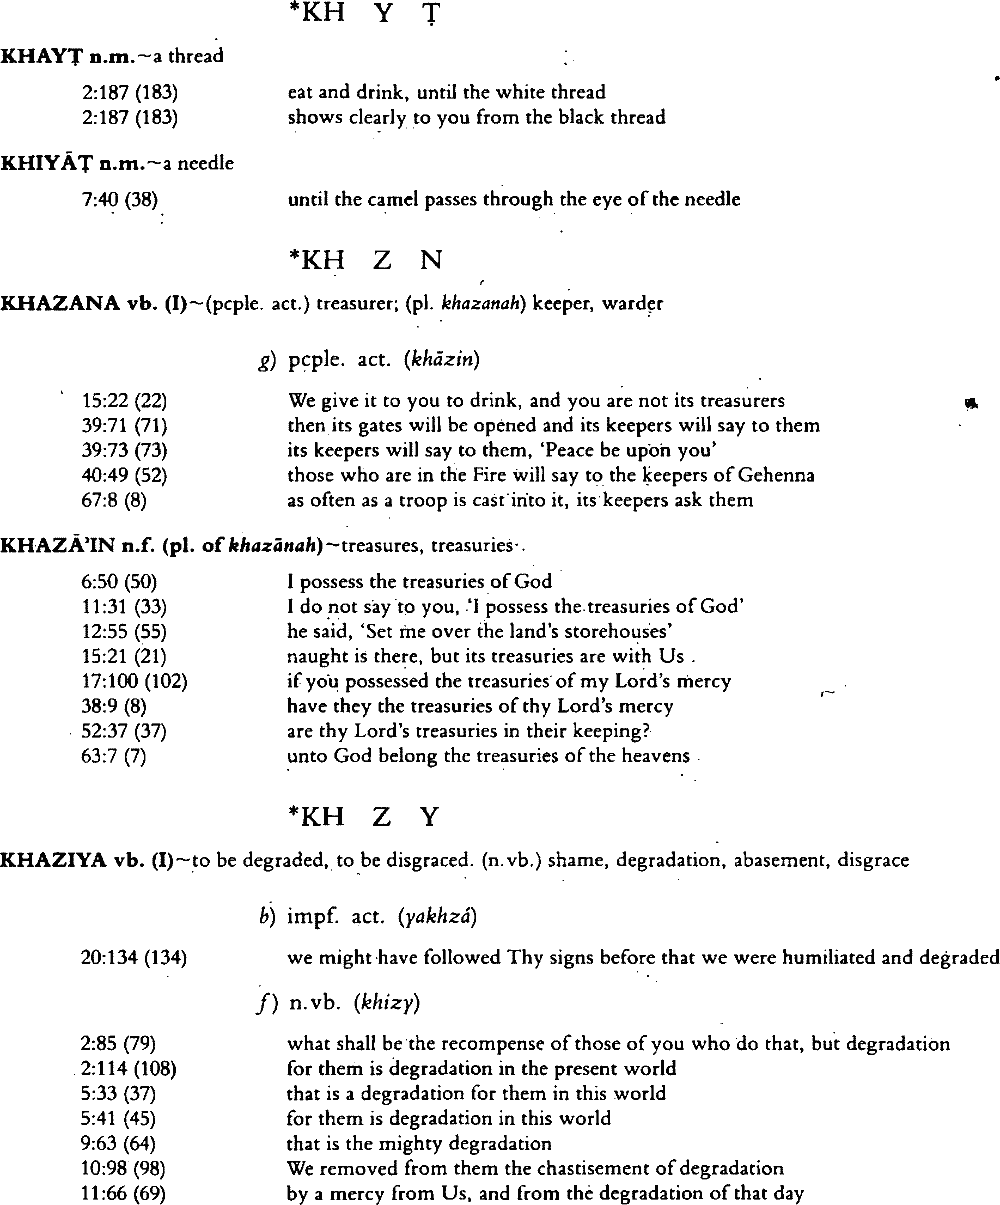 *KH Y Ṭ
KHAYṬ n.m.~a thread
2:187 (183) eat and drink, until the white thread
2:187 (183) shows clearly to you from the black thread
KHIYĀṬ n.m.~a needle
7:40 (38) until the camel passes through the eye of the needle
*KH Z N
KHAZANA vb. (I)~(pcple. act.) treasurer; (pl. khazanah) keeper, warder
g) pcple. act. (khāzin)
15:22 (22) We give it to you to drink, and you are not its treasurers
39:71 (71) then its gates will be opened and its keepers will say to them
39:73 (73) its keepers will say to them, ‘Peace be upon you’
40:49 (52) those who are in the Fire will say to the keepers of Gehenna
67:8 (8) as often as a troop is cast into it, its keepers ask them
KHAZĀ’IN n.f. (pl. of khazānah)~treasures, treasuries
6:50 (50) I possess the treasuries of God
11:31 (33) I do not say to you, ‘I possess the treasuries of God’
12:55 (55) he said, ‘Set me over the land's storehouses’
15:21 (21) naught is there, but its treasuries are with Us
17:100 (102) if you possessed the treasuries of my Lord's mercy
38:9 (8) have they the treasuries of thy Lord's mercy
52:37 (37) are thy Lord's treasuries in their keeping?
63:7 (7) unto God belong the treasuries of the heavens
*KH Z Y
KHAZIYA vb. (I)~to be degraded, to be disgraced. (n.vb.) shame, degradation, abasement, disgrace
b) impf. act. (yakhzá)
20:134 (134) we might have followed Thy signs before that we were humiliated and degraded
f) n.vb. (khizy)
2:85 (79) what shall be the recompense of those of you who do that, but degradation
2:114 (108) for them is degradation in the present world
5:33 (37) that is a degradation for them in this world
5:41 (45) for them is degradation in this world
9:63 (64) that is the mighty degradation
10:98 (98) We removed from them the chastisement of degradation
11:66 (69) by a mercy from Us, and from the degradation of that day